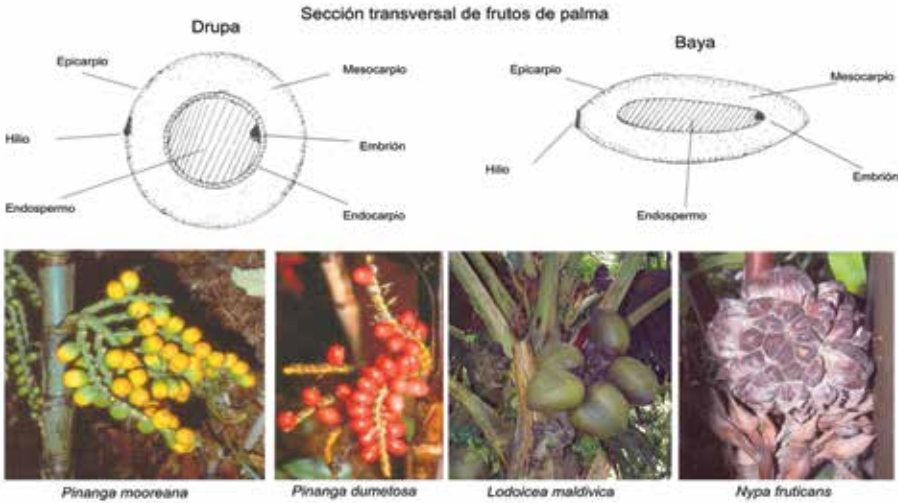 Sección transversal de frutos de palma
Drupa
Epicarpio
Mesocarpio
Hilio
Embrión
Endospermo
Endocarpio
Baya
Epicarpio
Mesocarpio
Hilio
Embrión
Endospermo
Pinanga mooreana
Pinanga dumetosa
Lodoicea maldivica
Nypa fruticans